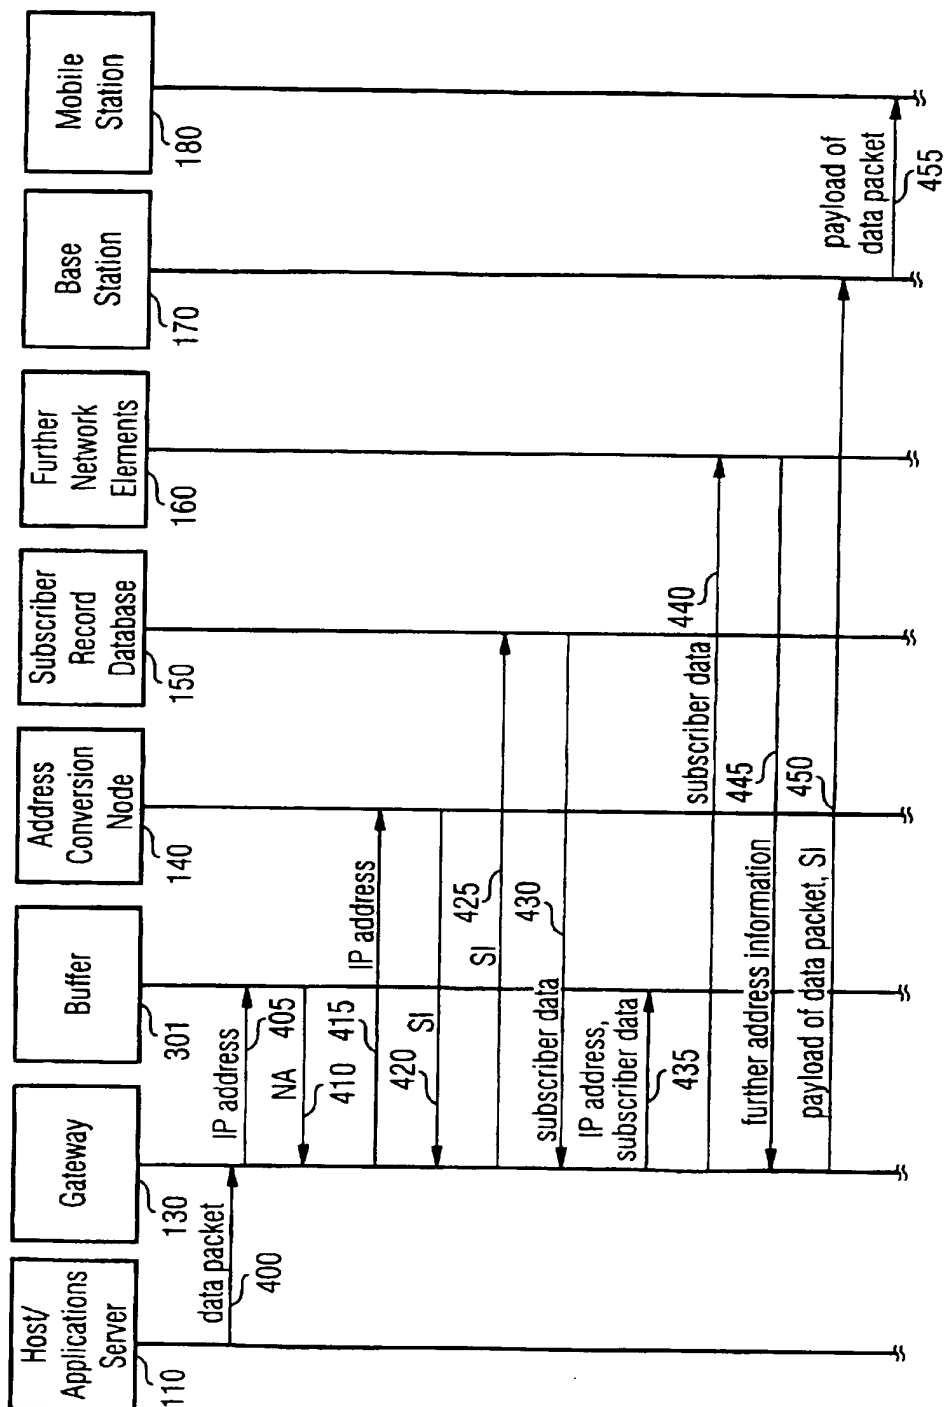 Host/
Applications
Server
110
Gateway
130
Buffer
301
Address
Conversion
Node
140
Subscriber
Record
Database
150
Further
Network
Elements
160
Base
Station
170
Mobile
Station
180
data packet
400
IP address
405
NA
410
IP address
415
SI
420
SI
425
subscriber data
430
IP address,
subscriber data
435
subscriber data
440
further address information
445
payload of data packet, SI
450
payload of
data packet
455